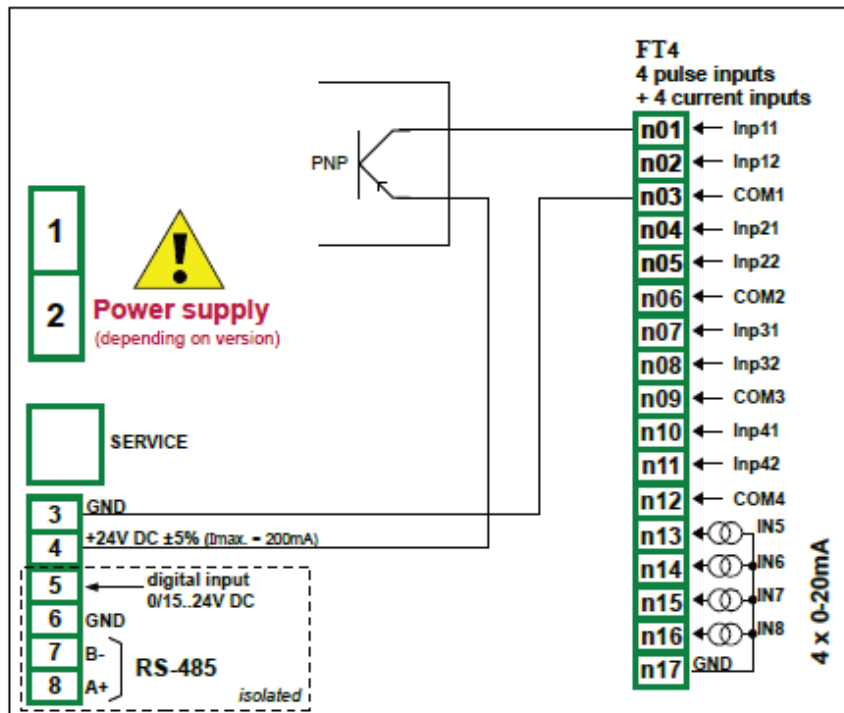 FT4
4 pulse inputs
+ 4 current inputs
PNP
n01 Inp11
n02 Inp12
n03 COM1
n04 Inp21
n05 Inp22
n06 COM2
n07 Inp31
n08 Inp32
n09 COM3
n10 Inp41
n11 Inp42
n12 COM4
n13 IN5
n14 IN6
n15 IN7
n16 IN8
n17 GND
4 x 0-20mA
1
2
!
Power supply
(depending on version)
SERVICE
3 GND
4 +24V DC ±5% (Imax. = 200mA)
5 digital input
0/15..24V DC
6 GND
7 B-
8 A+
RS-485
isolated